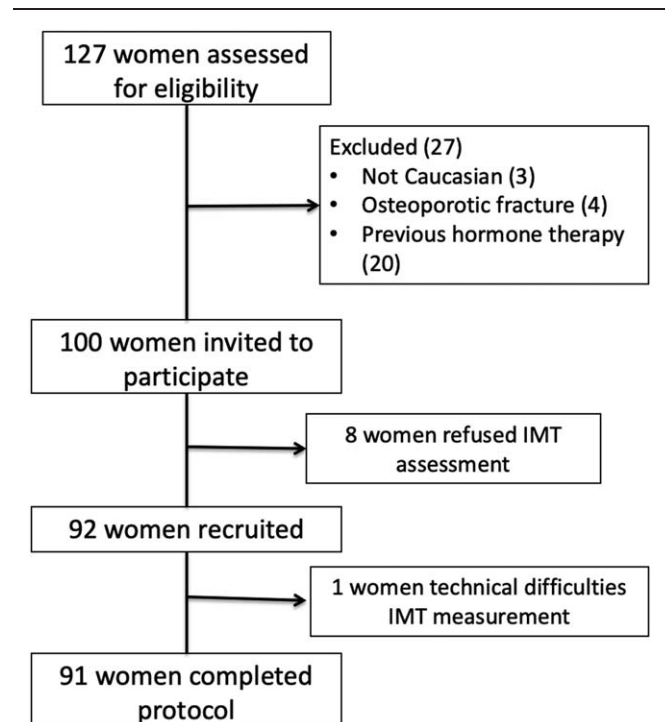 127 women assessed
for eligibility
Excluded (27)
• Not Caucasian (3)
• Osteoporotic fracture (4)
• Previous hormone therapy
(20)
100 women invited to
participate
8 women refused IMT
assessment
92 women recruited
1 women technical difficulties
IMT measurement
91 women completed
protocol